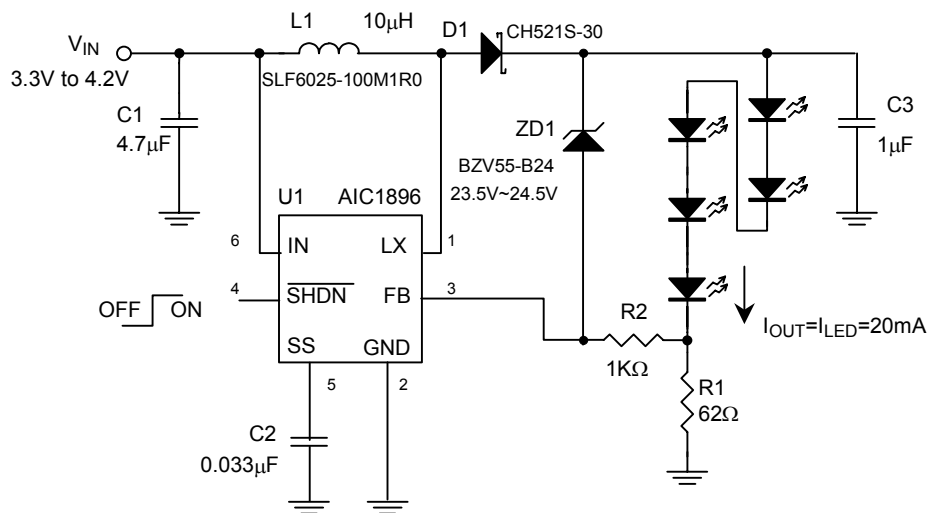 L1
10μH
D1
CH521S-30
VIN
3.3V to 4.2V
SLF6025-100M1R0
C1
4.7μF
ZD1
BZV55-B24
23.5V~24.5V
C3
1μF
U1
AIC1896
6
IN
LX
1
4
SHDN
FB
3
OFF
ON
SS
GND
5
2
R2
1KΩ
IOUT=ILED=20mA
R1
62Ω
C2
0.033μF